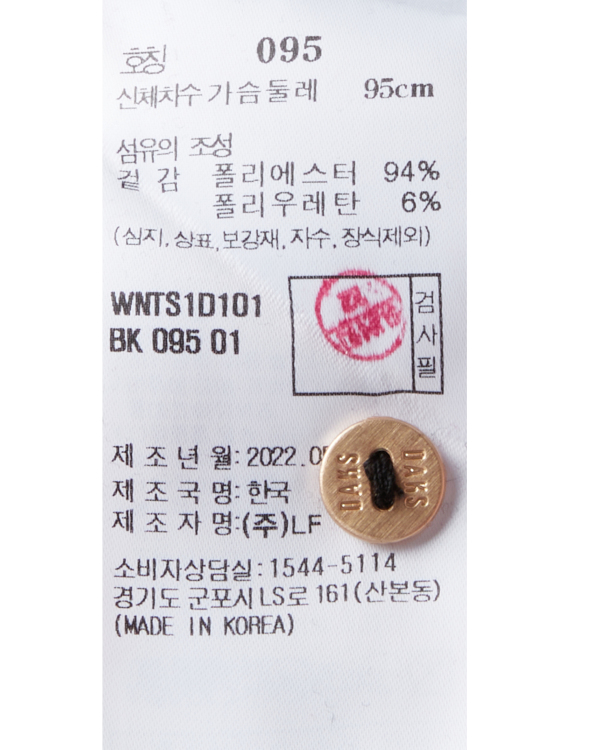 호칭 095
신체치수 가슴둘레 95cm
섬유의 조성
겉감 폴리에스터 94%
폴리우레탄 6%
(심지, 상표, 보강재, 자수, 장식제외)
WNTS1D101
BK 095 01
검사필
제조년월: 2022.0
제조국명: 한국
제조자명:(주)LF
DAKS DAKS
소비자상담실:1544-5114
경기도 군포시 LS로 161(산본동)
(MADE IN KOREA)